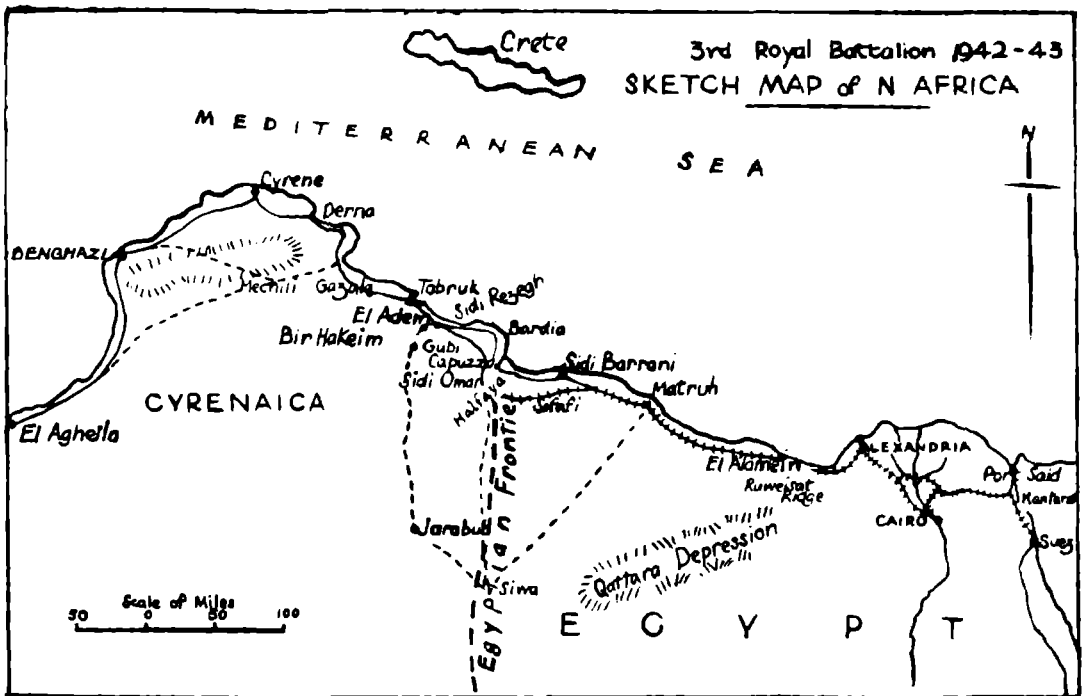 Crete
3rd Royal Battalion 1942-43
SKETCH MAP of N AFRICA
MEDITERRANEAN SEA
N
Cyrene
Derna
BENGHAZI
Mechili
Gazala
Tobruk
Sidi Rezegh
El Adem
Bir Hakeim
Gubi
Bardia
Capuzzo
Sidi Omar
Halfaya
Sidi Barrani
Sofafi
Matruh
CYRENAICA
El Agheila
El Alamein
Ruweisat
Ridge
ALEXANDRIA
Port Said
Kantara
CAIRO
Suez
Jarabub
Siwa
Qattara Depression
Egyptian Frontier
EGYPT
Scale of Miles
50 0 50 100